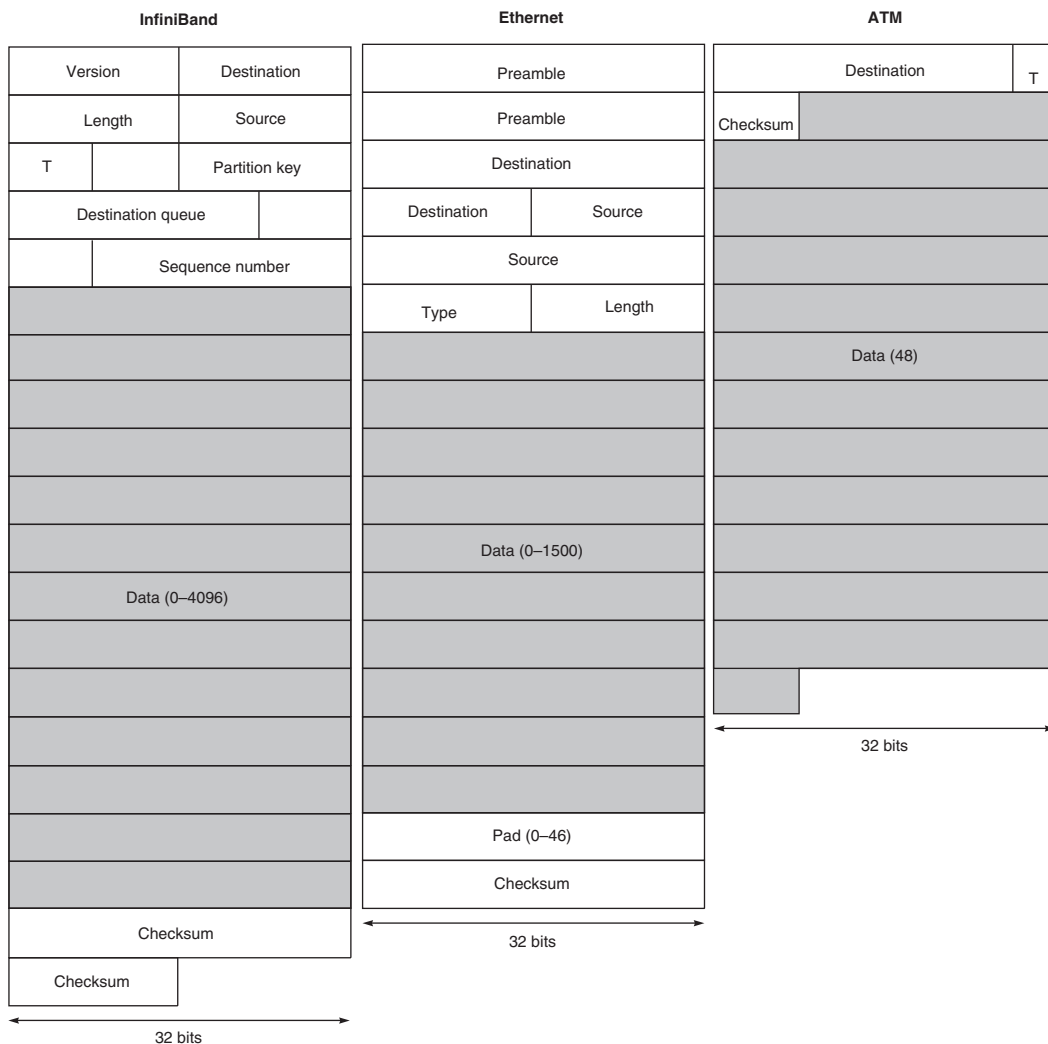 InfiniBand
Version
Destination
Length
Source
T
Partition key
Destination queue
Sequence number
Data (0–4096)
Checksum
Checksum
32 bits
Ethernet
Preamble
Preamble
Destination
Destination
Source
Source
Type
Length
Data (0–1500)
Pad (0–46)
Checksum
32 bits
ATM
Destination
T
Checksum
Data (48)
32 bits